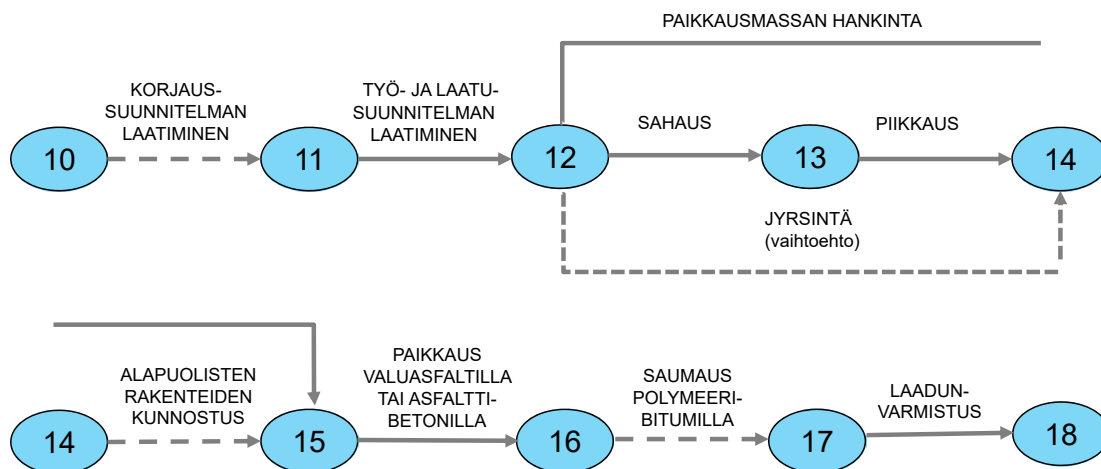 PAIKKAUSMASSAN HANKINTA
KORJAUS-
SUUNNITELMAN
LAATIMINEN
TYÖ- JA LAATU-
SUUNNITELMAN
LAATIMINEN
SAHAUS
PIIKKAUS
10
11
12
13
14
JYRSINTÄ
(vaihtoehto)
ALAPUOLISTEN
RAKENTEIDEN
KUNNOSTUS
PAIKKAUS
VALUASFALTILLA
TAI ASFALTTI-
BETONILLA
SAUMAUS
POLYMEERI-
BITUMILLA
LAADUN-
VARMISTUS
14
15
16
17
18